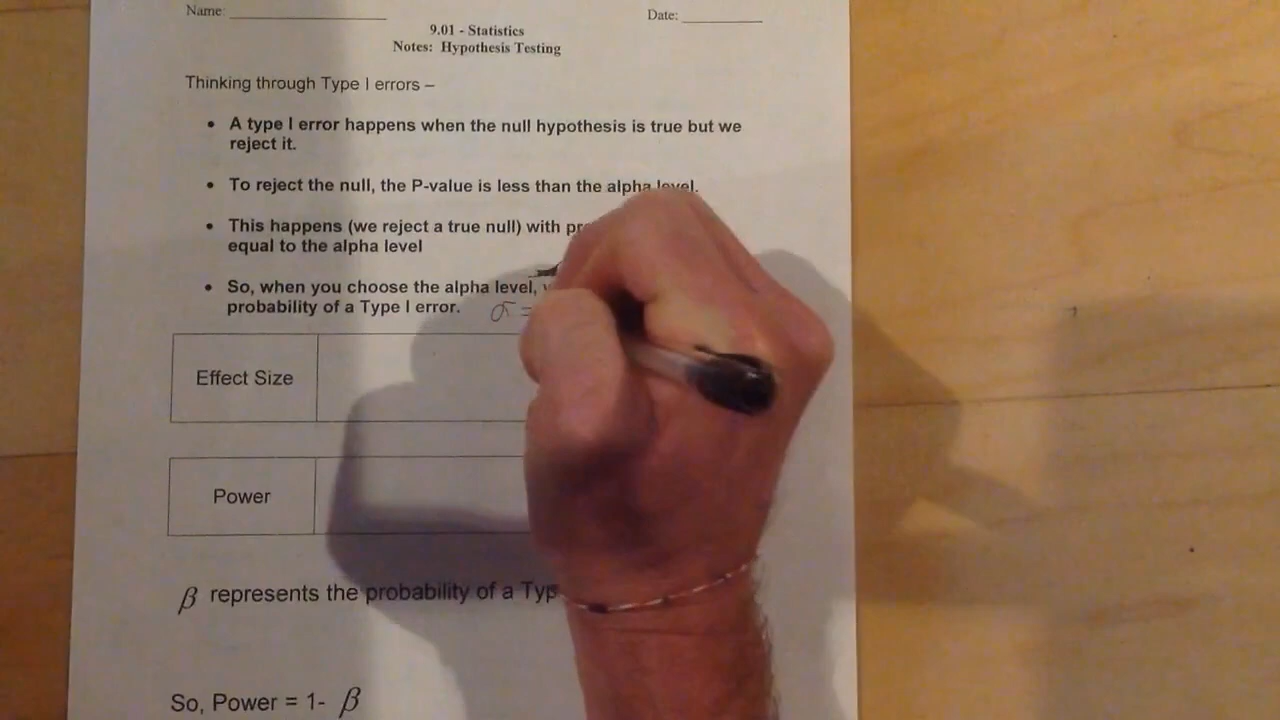 Name: ________ Date: ________
9.01 - Statistics
Notes: Hypothesis Testing
Thinking through Type I errors –
• A type I error happens when the null hypothesis is true but we
reject it.
• To reject the null, the P-value is less than the alpha level.
• This happens (we reject a true null) with
equal to the alpha level
• So, when you choose the alpha level,
probability of a Type I error. σ =
Effect Size
Power
β represents the probability of a
So, Power = 1- β